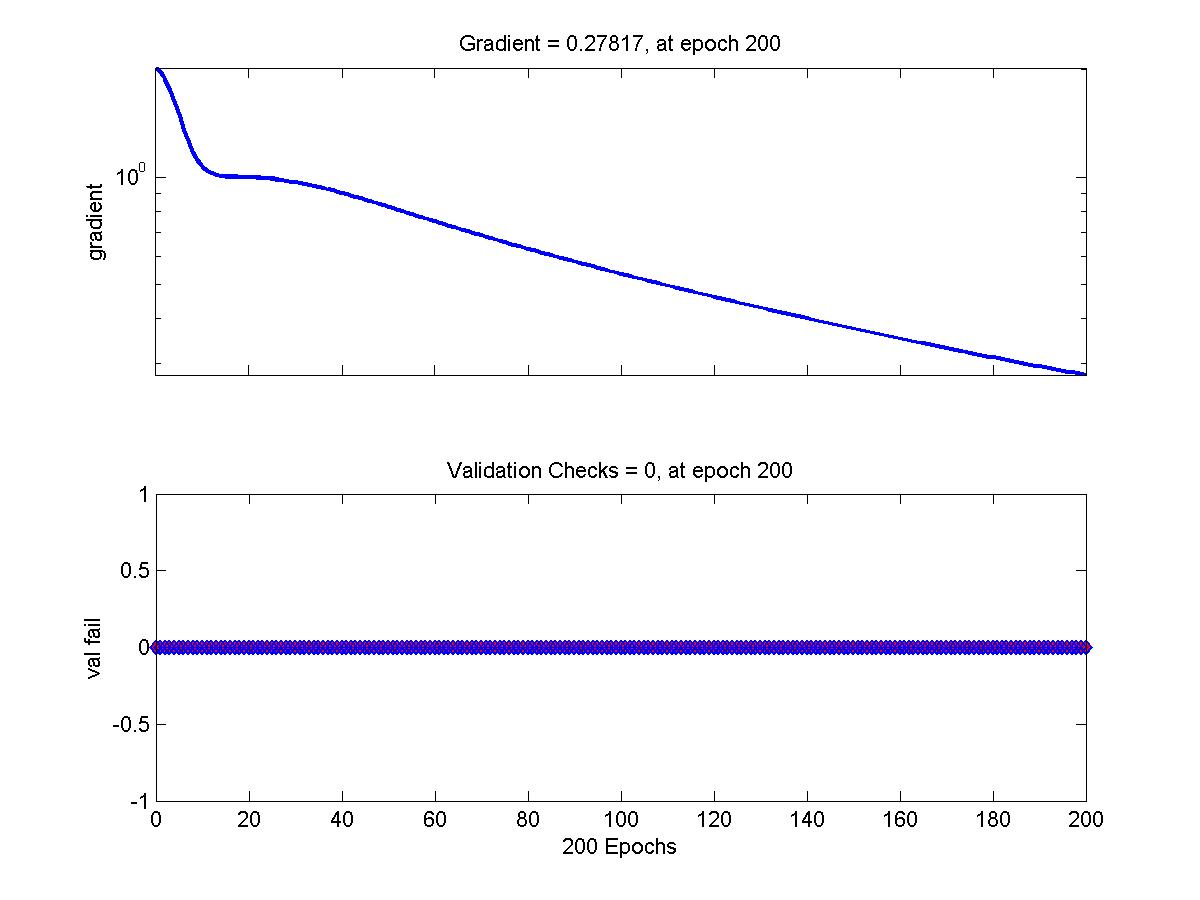 Gradient = 0.27817, at epoch 200
10^0
gradient
Validation Checks = 0, at epoch 200
1
0.5
0
-0.5
-1
val fail
0 20 40 60 80 100 120 140 160 180 200
200 Epochs